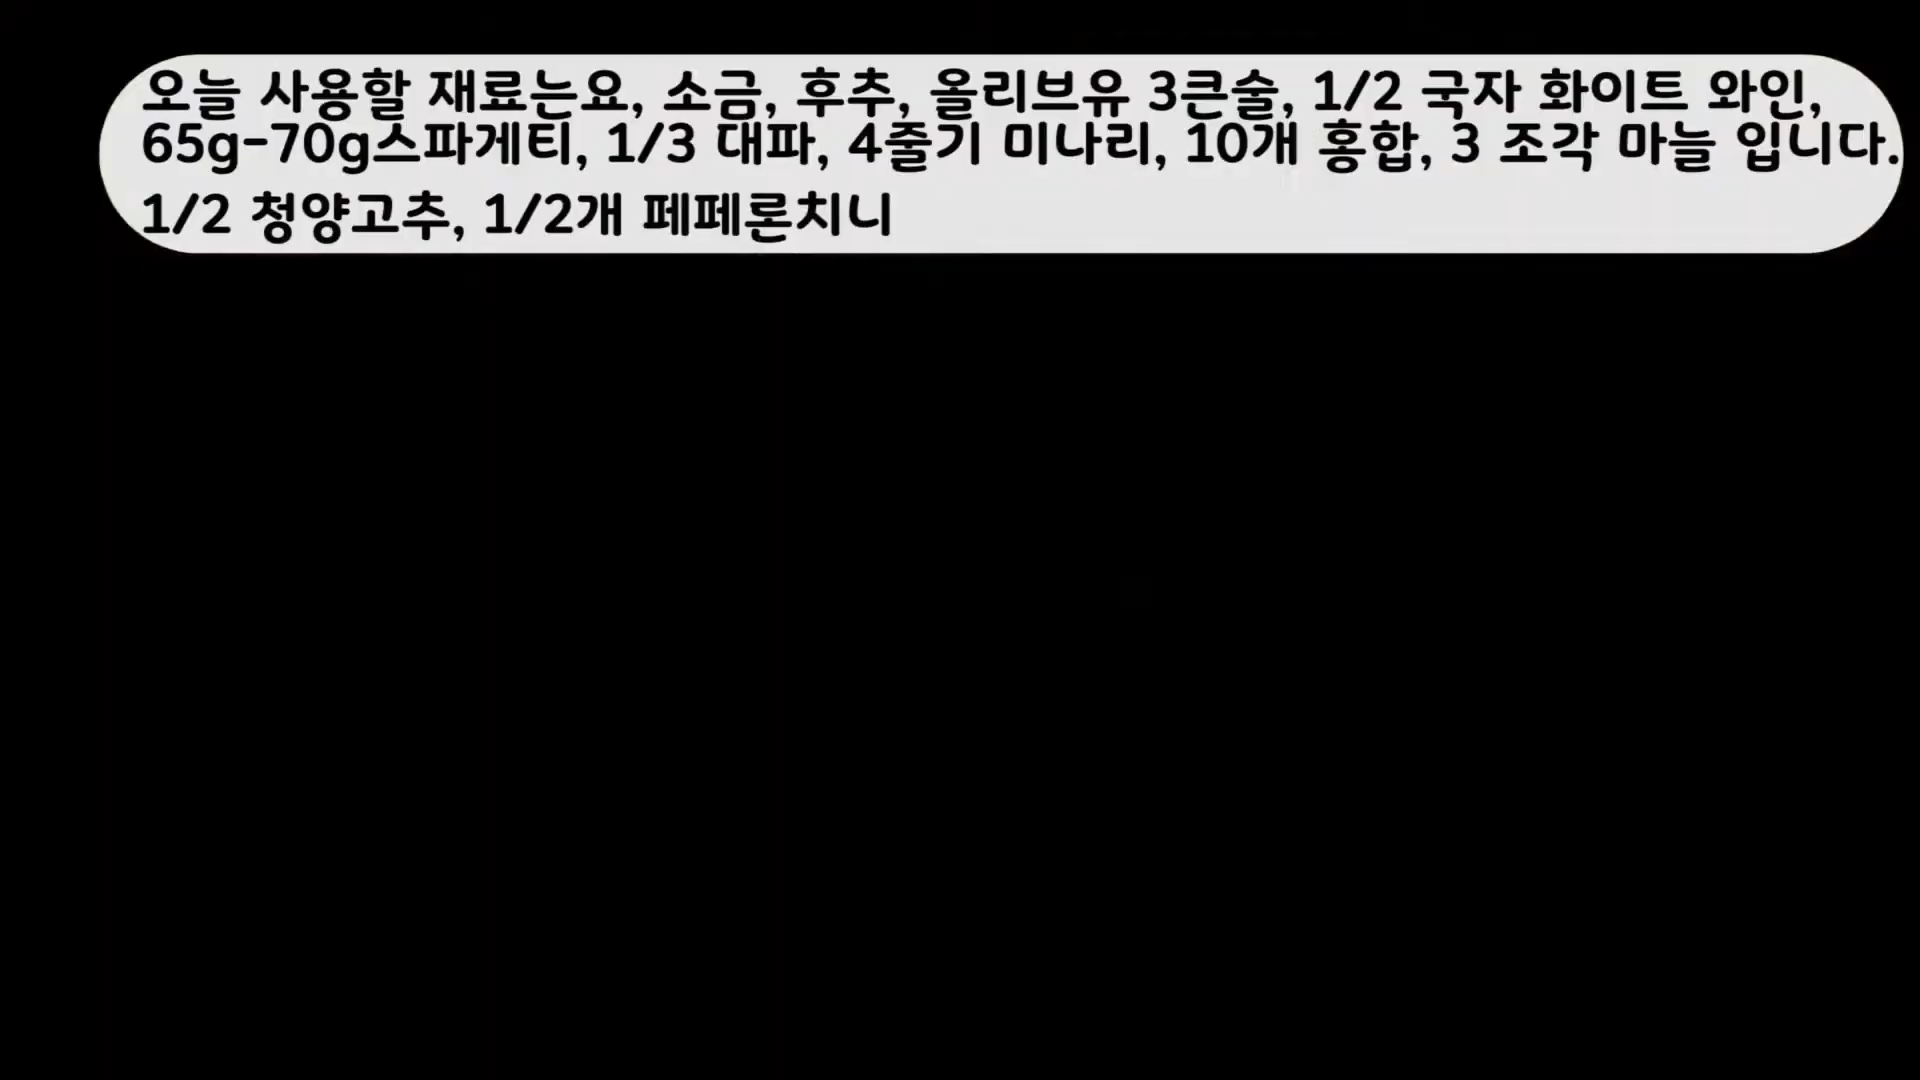 오늘 사용할 재료는요, 소금, 후추, 올리브유 3큰술, 1/2 국자 화이트 와인,
65g-70g스파게티, 1/3 대파, 4줄기 미나리, 10개 홍합, 3 조각 마늘 입니다.
1/2 청양고추, 1/2개 페페론치니